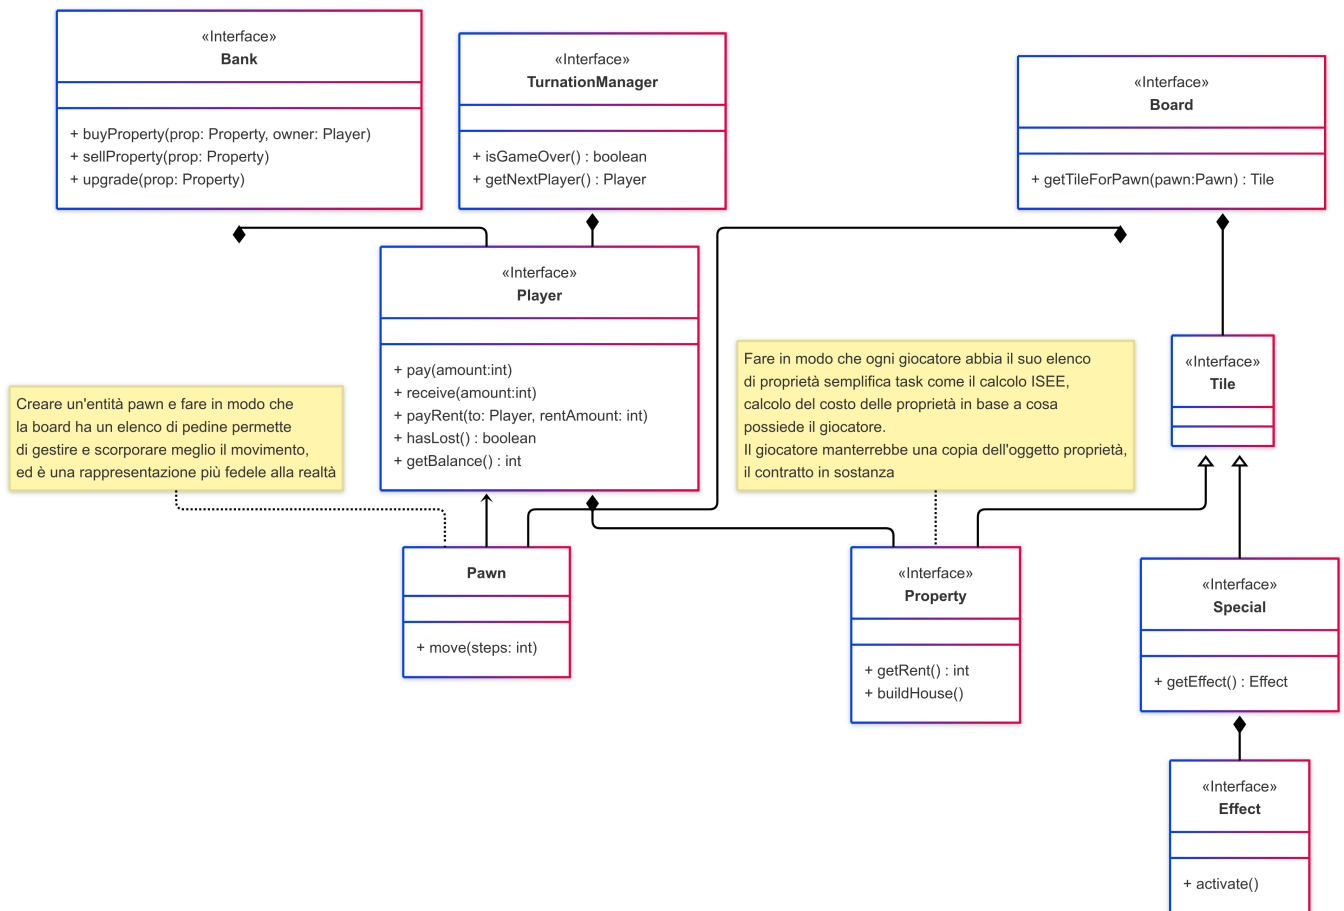 «Interface»
Bank
+ buyProperty(prop: Property, owner: Player)
+ sellProperty(prop: Property)
+ upgrade(prop: Property)
«Interface»
TurnationManager
+ isGameOver() : boolean
+ getNextPlayer() : Player
«Interface»
Board
+ getTileForPawn(pawn:Pawn) : Tile
«Interface»
Player
+ pay(amount:int)
+ receive(amount:int)
+ payRent(to: Player, rentAmount: int)
+ hasLost() : boolean
+ getBalance() : int
Creare un'entità pawn e fare in modo che
la board ha un elenco di pedine permette
di gestire e scorporare meglio il movimento,
ed è una rappresentazione più fedele alla realtà
Fare in modo che ogni giocatore abbia il suo elenco
di proprietà semplifica task come il calcolo ISEE,
calcolo del costo delle proprietà in base a cosa
possiede il giocatore.
Il giocatore manterrebbe una copia dell'oggetto proprietà,
il contratto in sostanza
«Interface»
Tile
Pawn
+ move(steps: int)
«Interface»
Property
+ getRent() : int
+ buildHouse()
«Interface»
Special
+ getEffect() : Effect
«Interface»
Effect
+ activate()